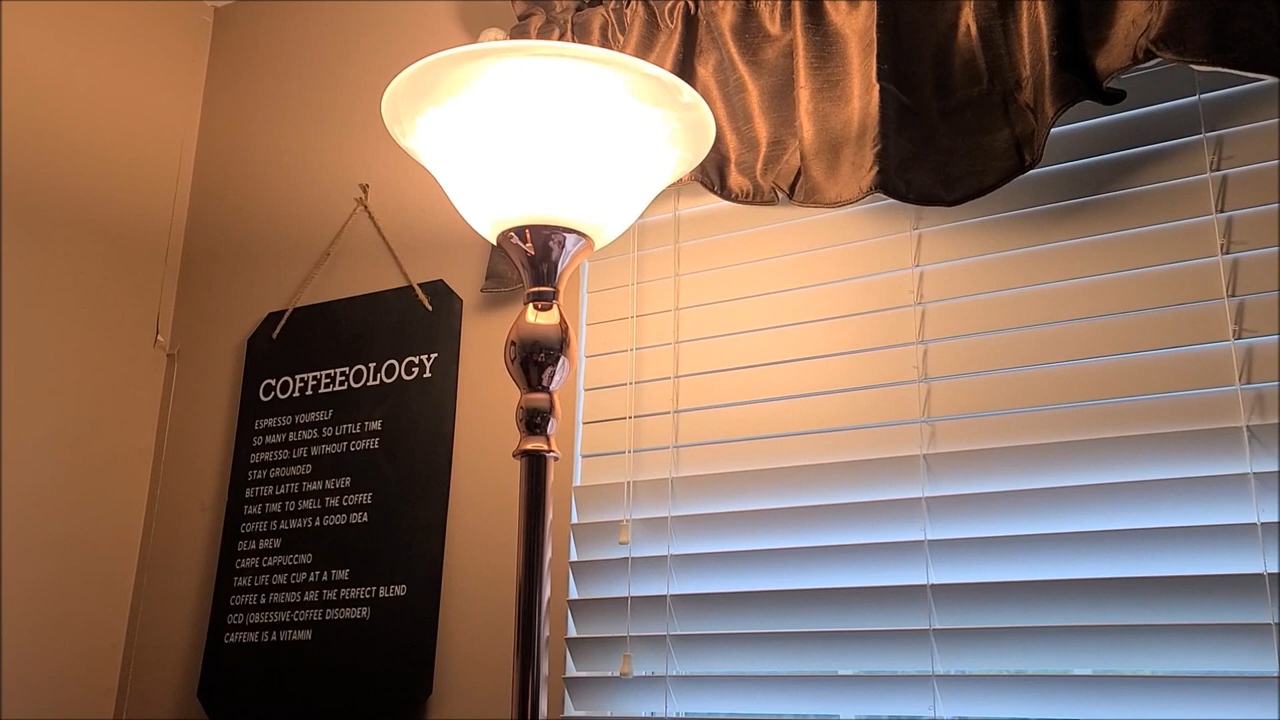 COFFEEOLOGY
ESPRESSO YOURSELF
SO MANY BLENDS. SO LITTLE TIME
DEPRESSO: LIFE WITHOUT COFFEE
STAY GROUNDED
BETTER LATTE THAN NEVER
TAKE TIME TO SMELL THE COFFEE
COFFEE IS ALWAYS A GOOD IDEA
DEJA BREW
CARPE CAPPUCCINO
TAKE LIFE ONE CUP AT A TIME
COFFEE & FRIENDS ARE THE PERFECT BLEND
OCD (OBSESSIVE-COFFEE DISORDER)
CAFFEINE IS A VITAMIN